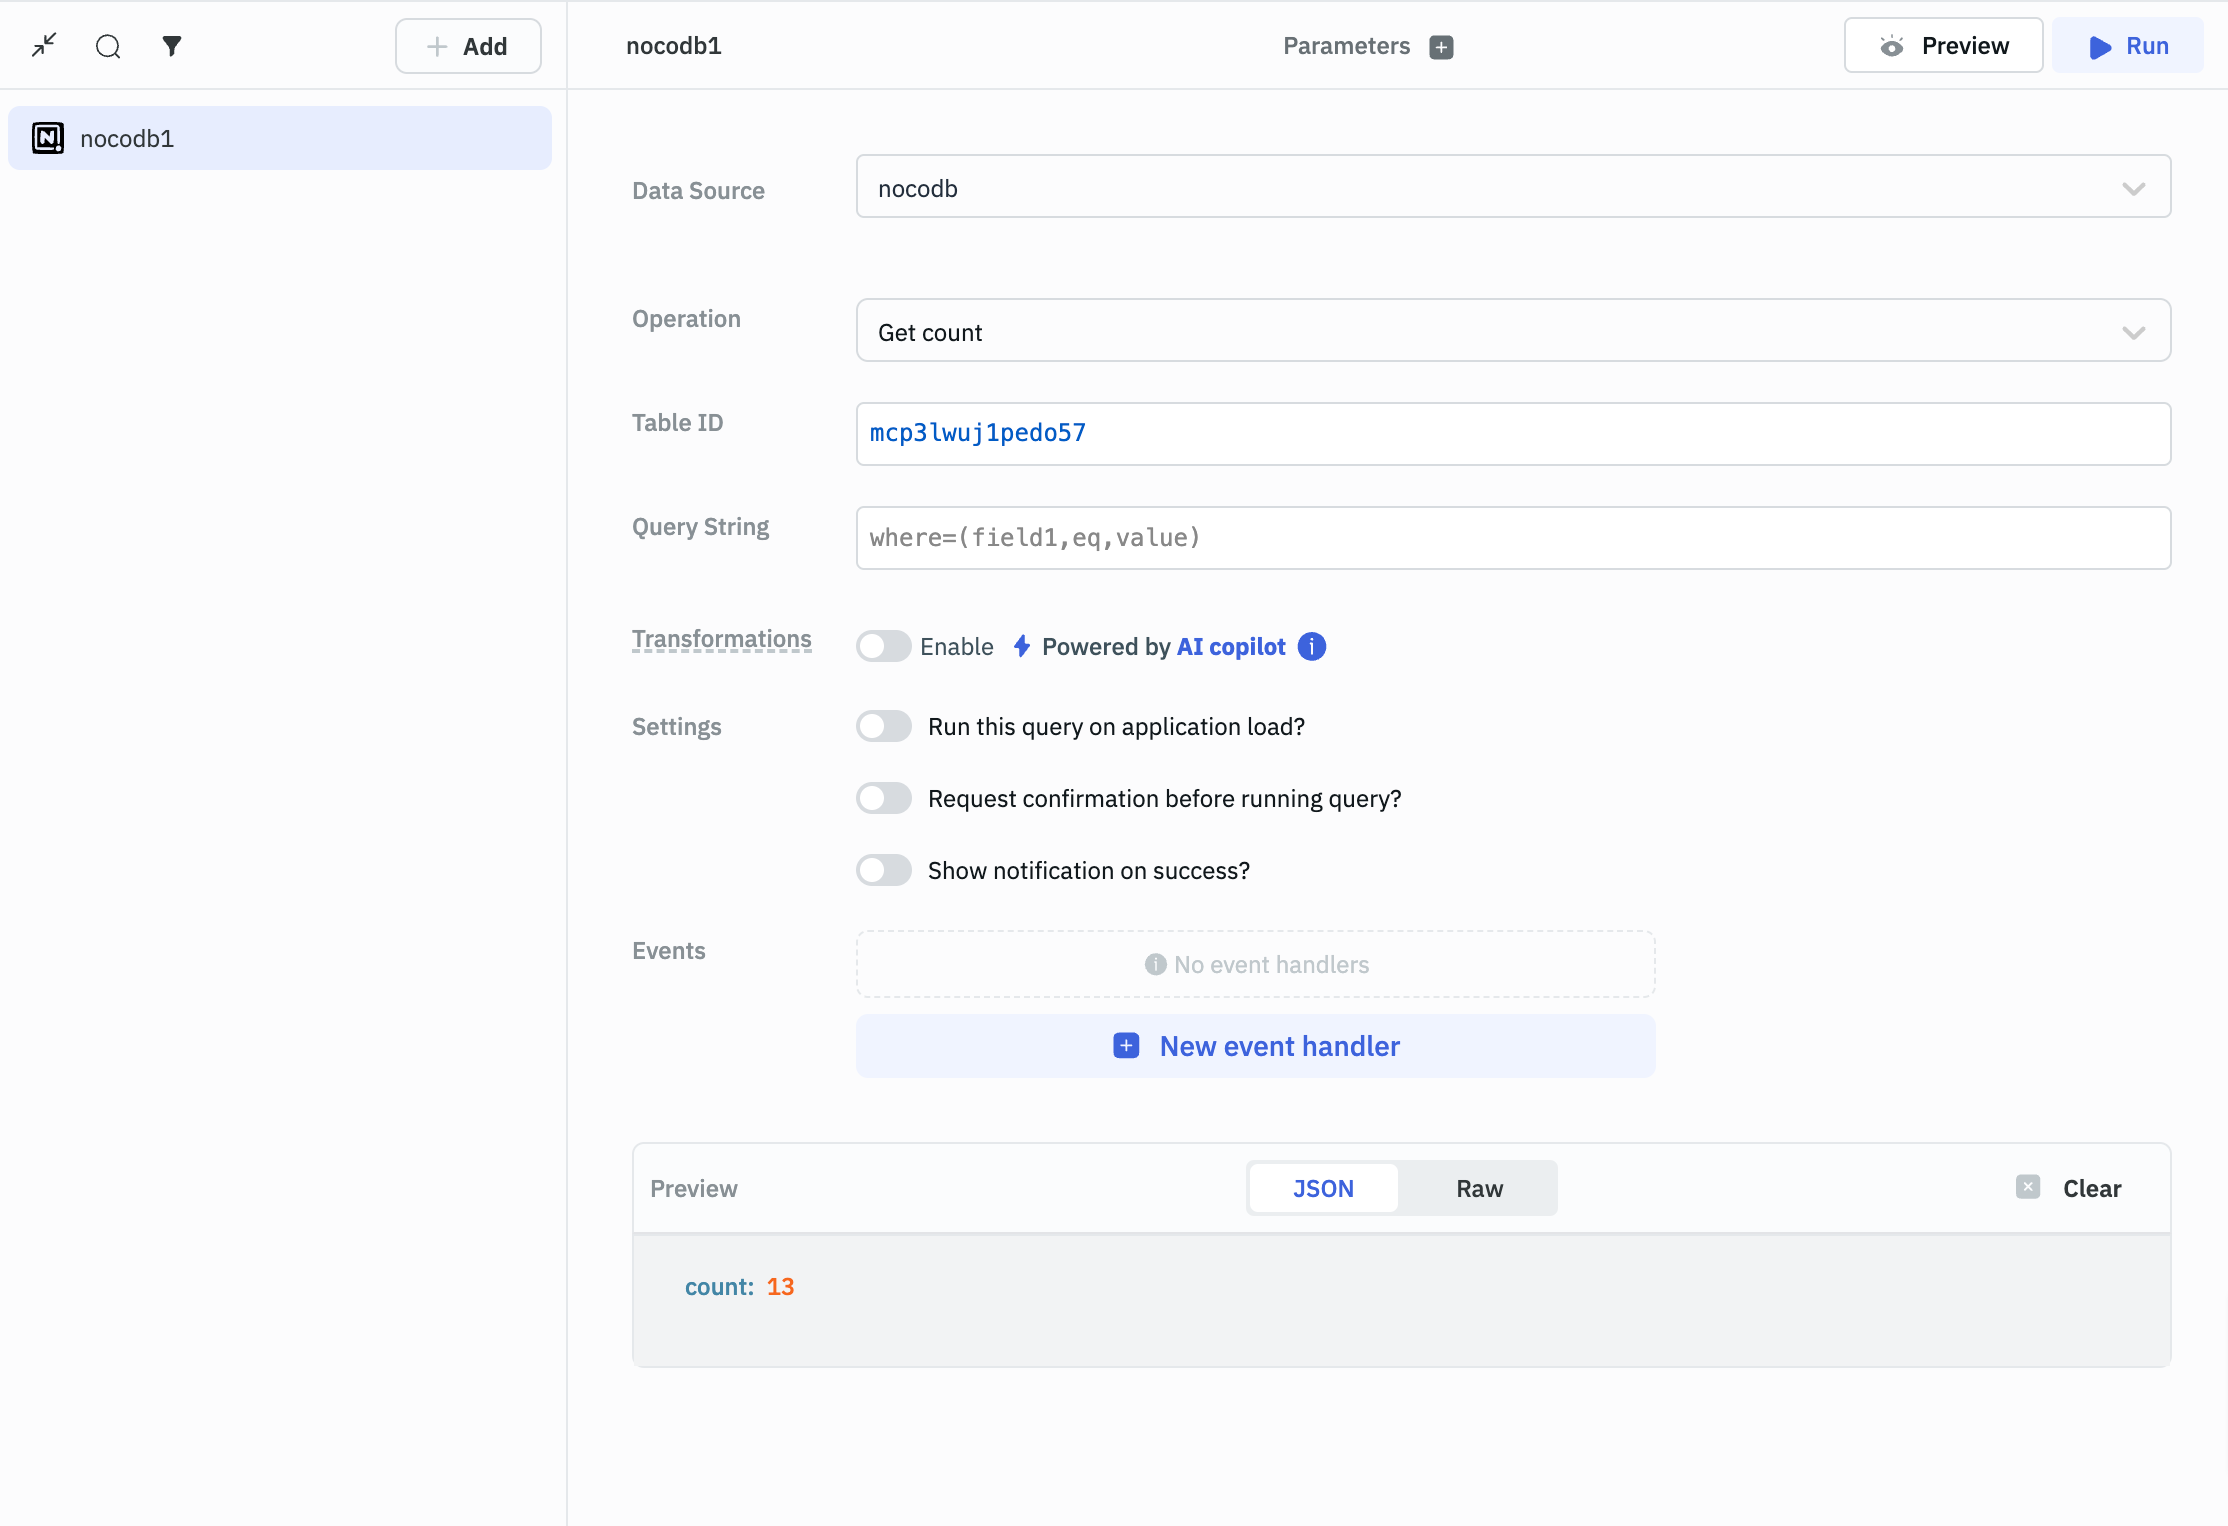 Add
nocodb1
Parameters
Preview
Run
nocodb1
Data Source
nocodb
Operation
Get count
Table ID
mcp3lwuj1pedo57
Query String
where=(field1,eq,value)
Transformations
Enable
Powered by AI copilot
Settings
Run this query on application load?
Request confirmation before running query?
Show notification on success?
Events
No event handlers
New event handler
Preview
JSON
Raw
Clear
count: 13